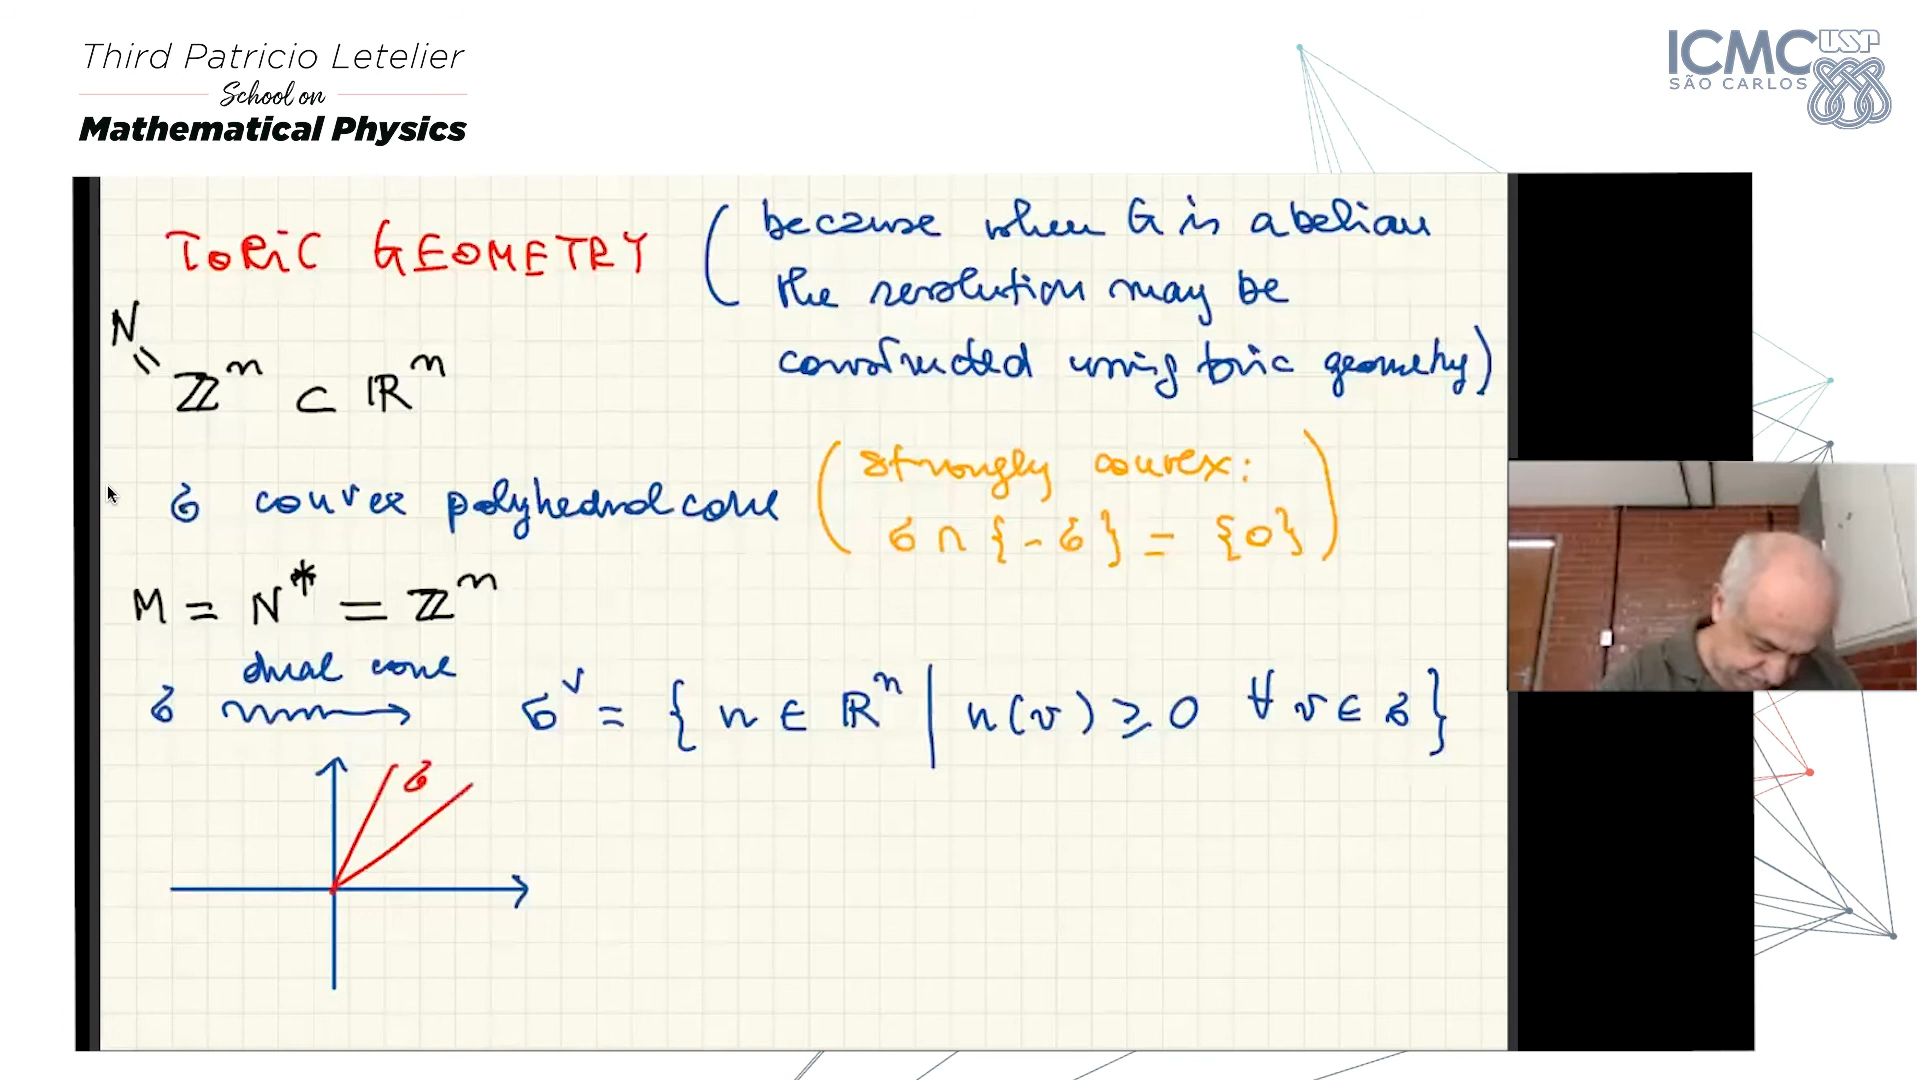 Third Patricio Letelier
School on
Mathematical Physics
ICMC USP
SÃO CARLOS
TORIC GEOMETRY
(because when G is abelian
the resolution may be
constructed using toric geometry)
N
=
ℤⁿ ⊂ ℝⁿ
σ convex polyhedral cone
(strongly convex:
σ ∩ {-σ} = {0})
M = N* = ℤⁿ
dual cone
σ ⟶ σ^∨ = { u ∈ ℝⁿ | u(v) ≥ 0 ∀ v ∈ σ }
σ